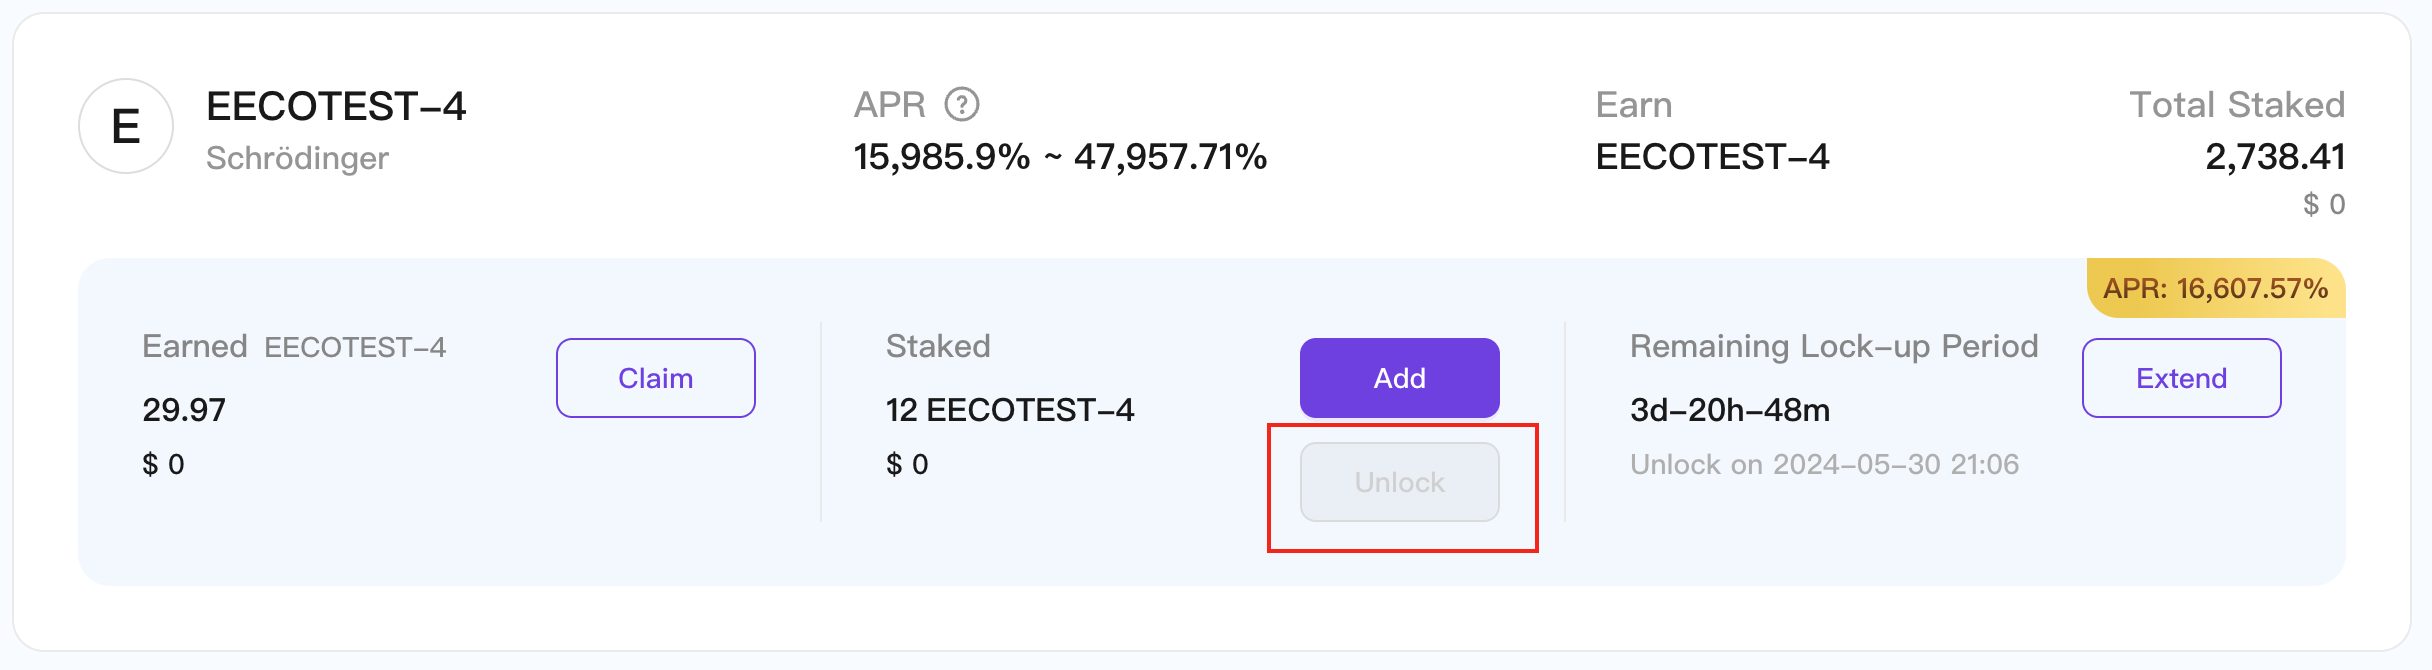 E
EECOTEST-4
Schrödinger
APR ?
15,985.9% ~ 47,957.71%
Earn
EECOTEST-4
Total Staked
2,738.41
$ 0
APR: 16,607.57%
Earned EECOTEST-4
29.97
$ 0
Claim
Staked
12 EECOTEST-4
$ 0
Add
Unlock
Remaining Lock-up Period
3d-20h-48m
Unlock on 2024-05-30 21:06
Extend